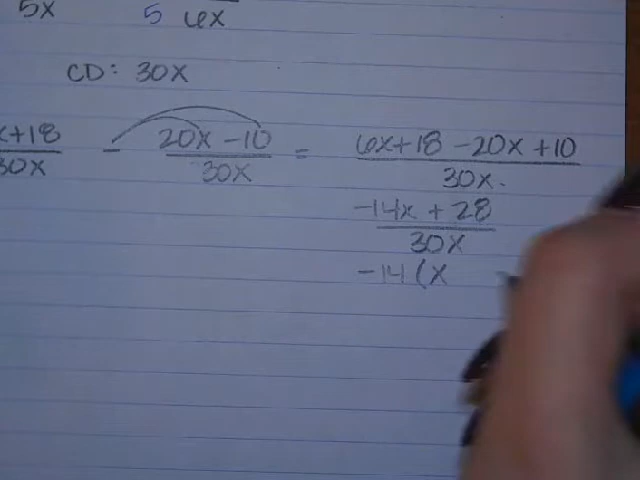 5x 5 6x
CD: 30x
x+18 / 30x - 20x - 10 / 30x = 6x+18 - 20x + 10 / 30x.
-14x + 28 / 30x
-14 (x